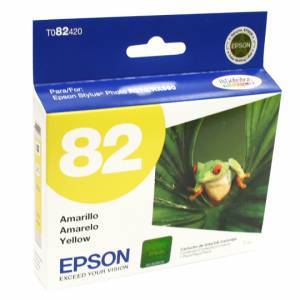 T082420
EPSON
Para/For:
Epson Stylus® Photo
82
Amarillo
Amarelo
Yellow
EPSON
EXCEED YOUR VISION